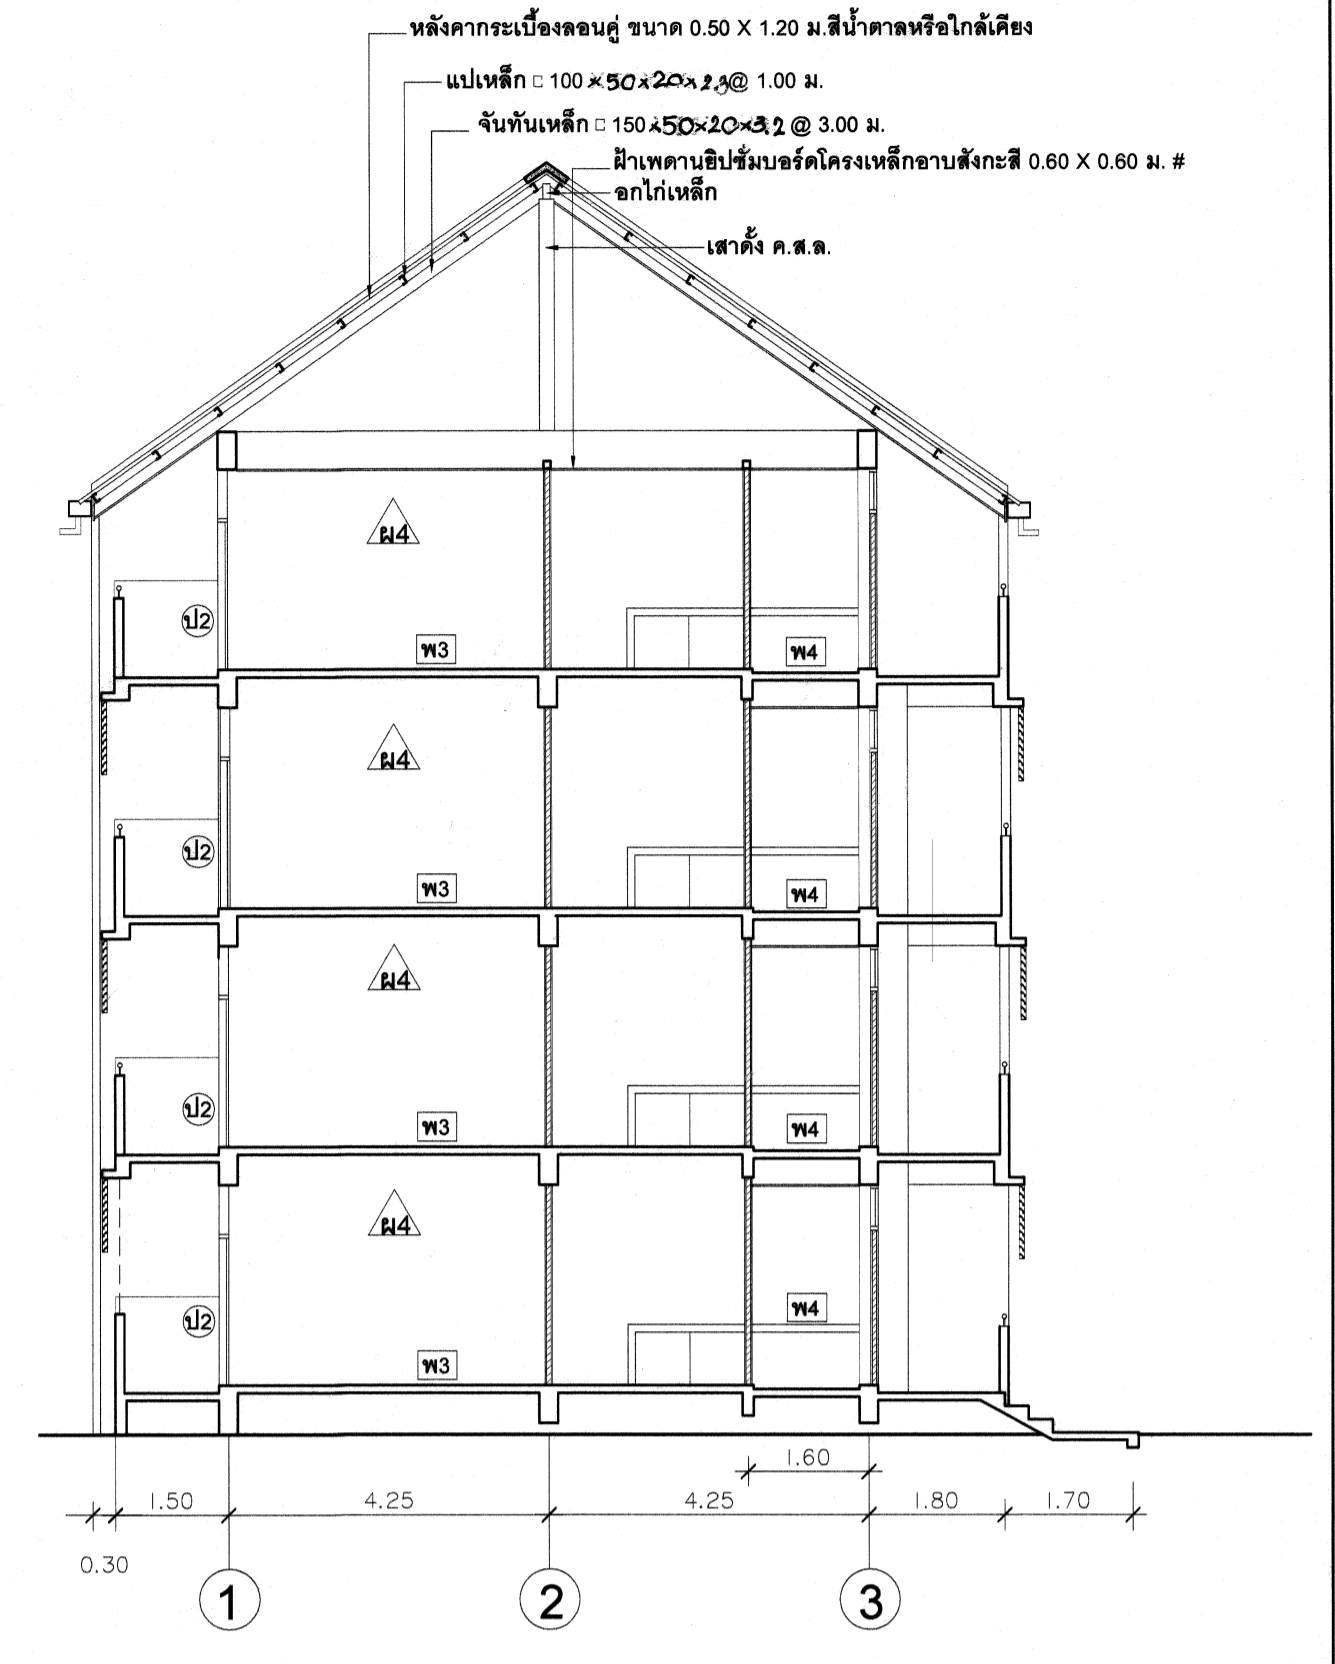 หลังคากระเบื้องลอนคู่ ขนาด 0.50 X 1.20 ม.สีน้ำตาลหรือใกล้เคียง
แปเหล็ก □ 100 x50x20x2.3@ 1.00 ม.
จันทันเหล็ก □ 150x50x20x3.2 @ 3.00 ม.
ฝ้าเพดานยิปซั่มบอร์ดโครงเหล็กอาบสังกะสี 0.60 X 0.60 ม. #
อกไก่เหล็ก
เสาดั้ง ค.ส.ล.
ผ4
ป2
พ3
พ4
ผ4
ป2
พ3
พ4
ผ4
ป2
พ3
พ4
ผ4
ป2
พ3
พ4
1.60
1.50
4.25
4.25
1.80
1.70
0.30
1
2
3